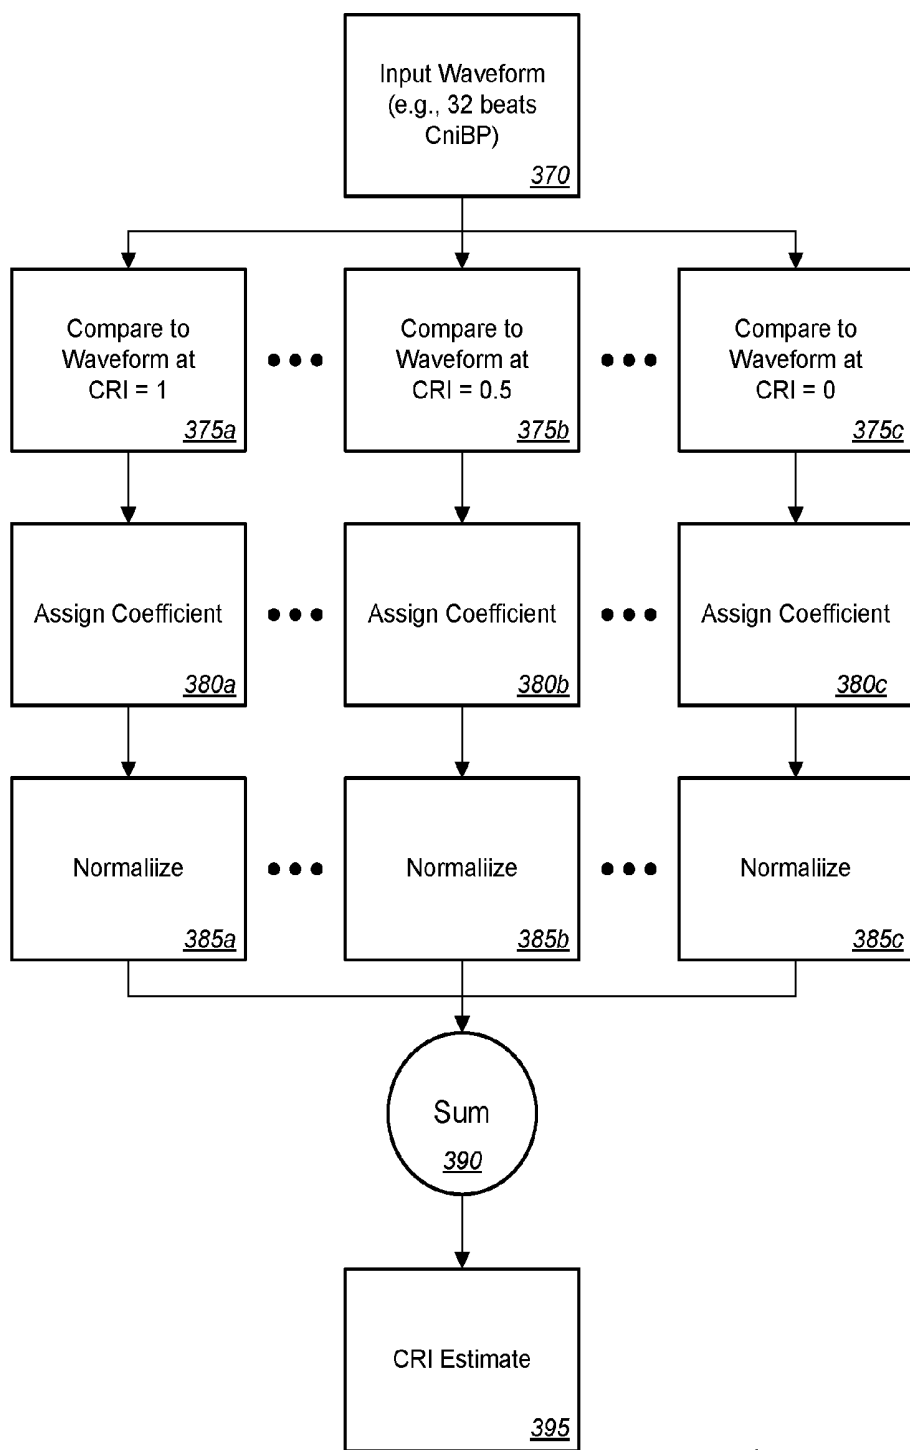 Input Waveform
(e.g., 32 beats
CniBP)
370
Compare to
Waveform at
CRI = 1
375a
Compare to
Waveform at
CRI = 0.5
375b
Compare to
Waveform at
CRI = 0
375c
Assign Coefficient
380a
Assign Coefficient
380b
Assign Coefficient
380c
Normaliize
385a
Normaliize
385b
Normaliize
385c
Sum
390
CRI Estimate
395